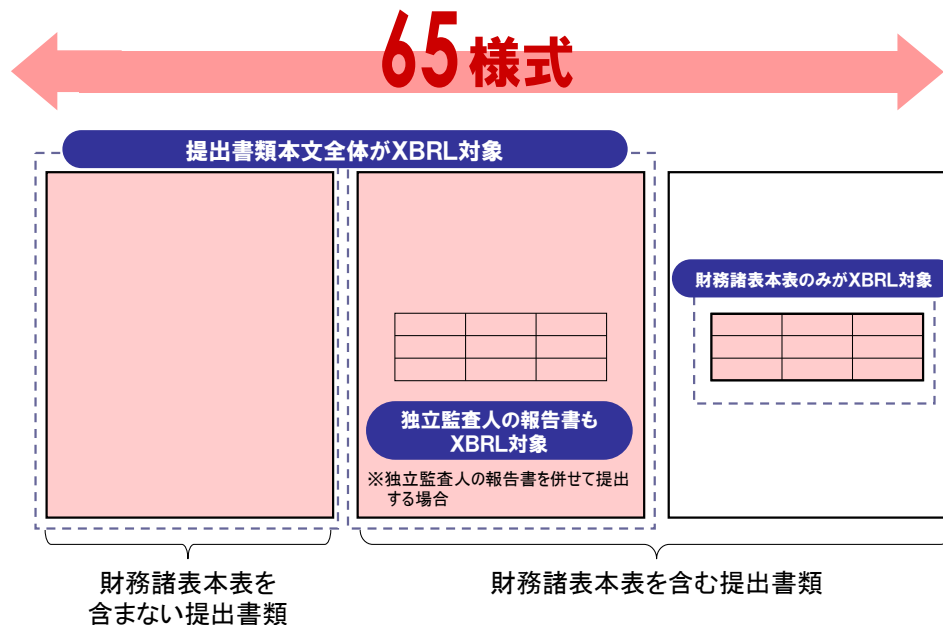 65様式
提出書類本文全体がXBRL対象
財務諸表本表のみがXBRL対象
独立監査人の報告書も
XBRL対象
※独立監査人の報告書を併せて提出
する場合
財務諸表本表を
含まない提出書類
財務諸表本表を含む提出書類